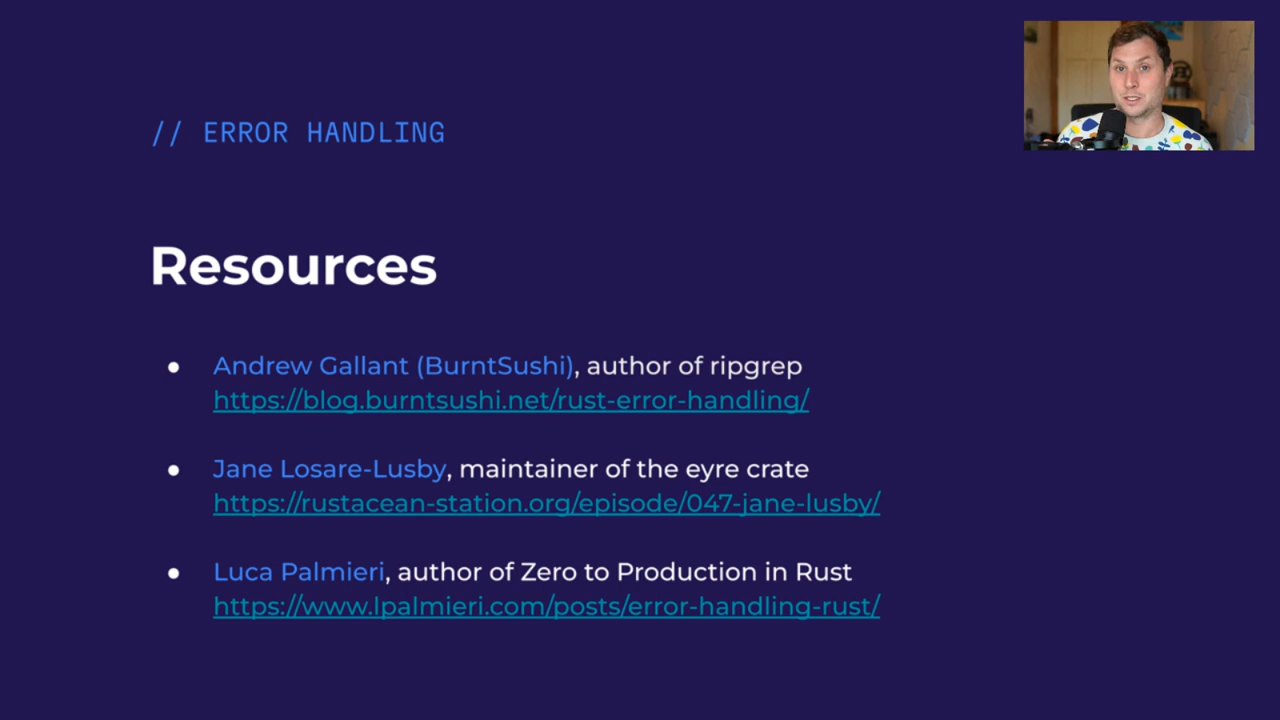 // ERROR HANDLING
Resources
● Andrew Gallant (BurntSushi), author of ripgrep
https://blog.burntsushi.net/rust-error-handling/
● Jane Losare-Lusby, maintainer of the eyre crate
https://rustacean-station.org/episode/047-jane-lusby/
● Luca Palmieri, author of Zero to Production in Rust
https://www.lpalmieri.com/posts/error-handling-rust/